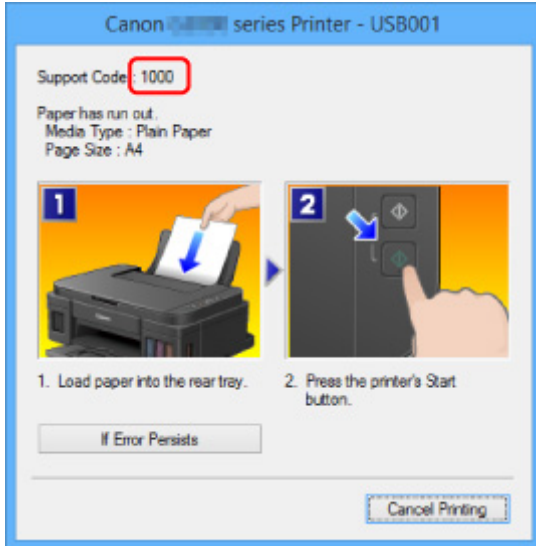 Canon series Printer - USB001
Support Code : 1000
Paper has run out.
Media Type : Plain Paper
Page Size : A4
1
2
Canon
1. Load paper into the rear tray.
2. Press the printer's Start
button.
If Error Persists
Cancel Printing